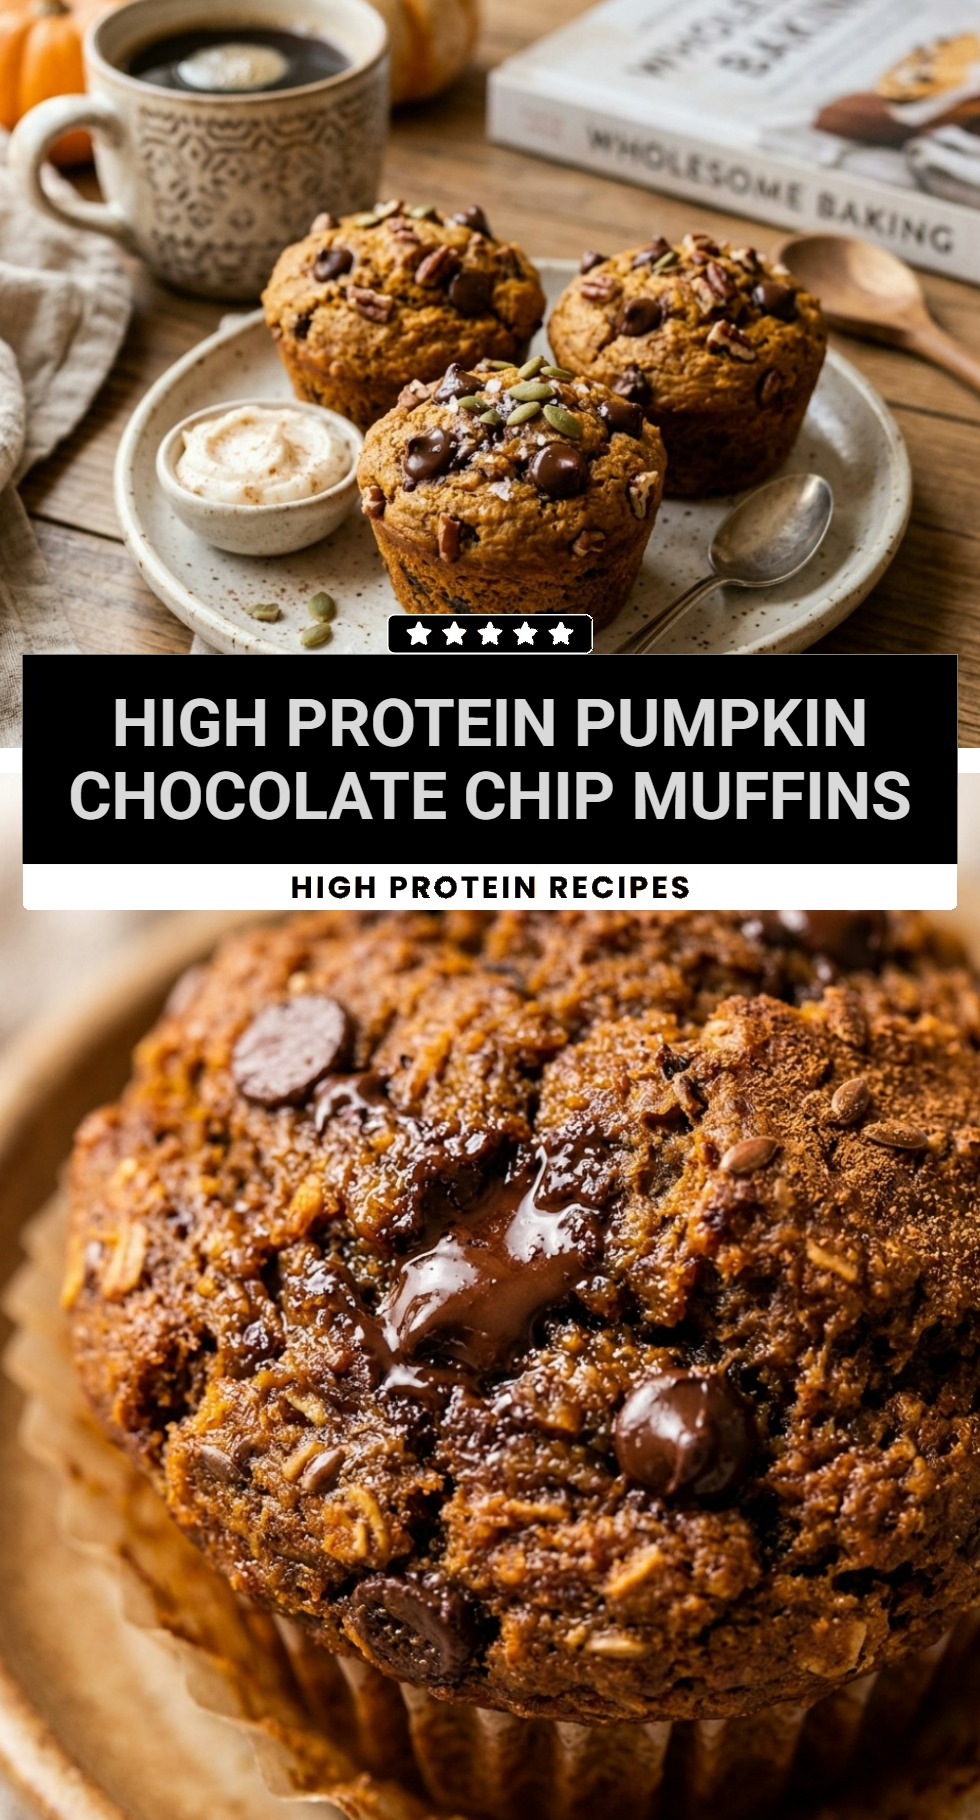 WHOLESOME BAKING
HIGH PROTEIN PUMPKIN
CHOCOLATE CHIP MUFFINS
HIGH PROTEIN RECIPES